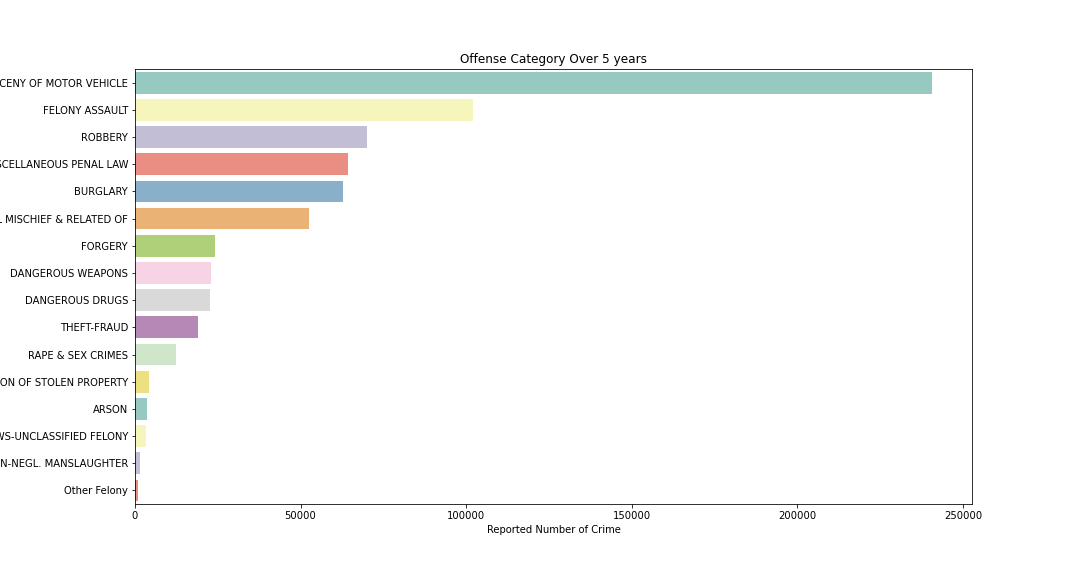 Offense Category Over 5 years
CENY OF MOTOR VEHICLE
FELONY ASSAULT
ROBBERY
SCELLANEOUS PENAL LAW
BURGLARY
L MISCHIEF & RELATED OF
FORGERY
DANGEROUS WEAPONS
DANGEROUS DRUGS
THEFT-FRAUD
RAPE & SEX CRIMES
ON OF STOLEN PROPERTY
ARSON
WS-UNCLASSIFIED FELONY
N-NEGL. MANSLAUGHTER
Other Felony
0 50000 100000 150000 200000 250000
Reported Number of Crime